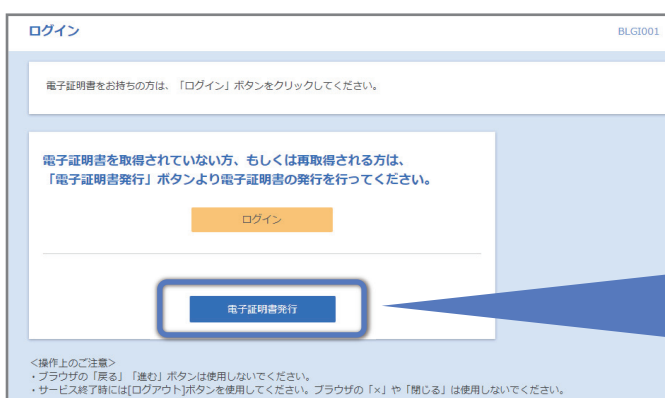 ログイン
BLGI001
電子証明書をお持ちの方は、「ログイン」ボタンをクリックしてください。
電子証明書を取得されていない方、もしくは再取得される方は、
「電子証明書発行」ボタンより電子証明書の発行を行ってください。
ログイン
電子証明書発行
<操作上のご注意>
・ブラウザの「戻る」「進む」ボタンは使用しないでください。
・サービス終了時には[ログアウト]ボタンを使用してください。ブラウザの「×」や「閉じる」は使用しないでください。